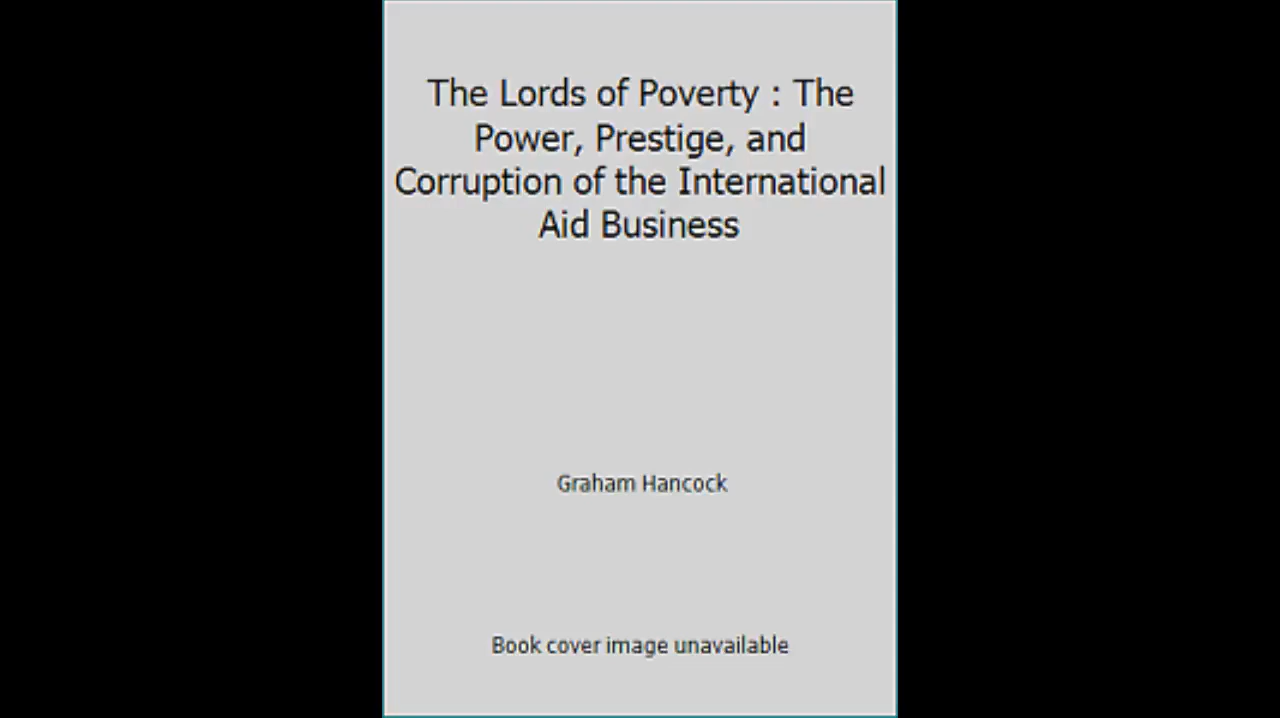 The Lords of Poverty : The
Power, Prestige, and
Corruption of the International
Aid Business
Graham Hancock
Book cover image unavailable